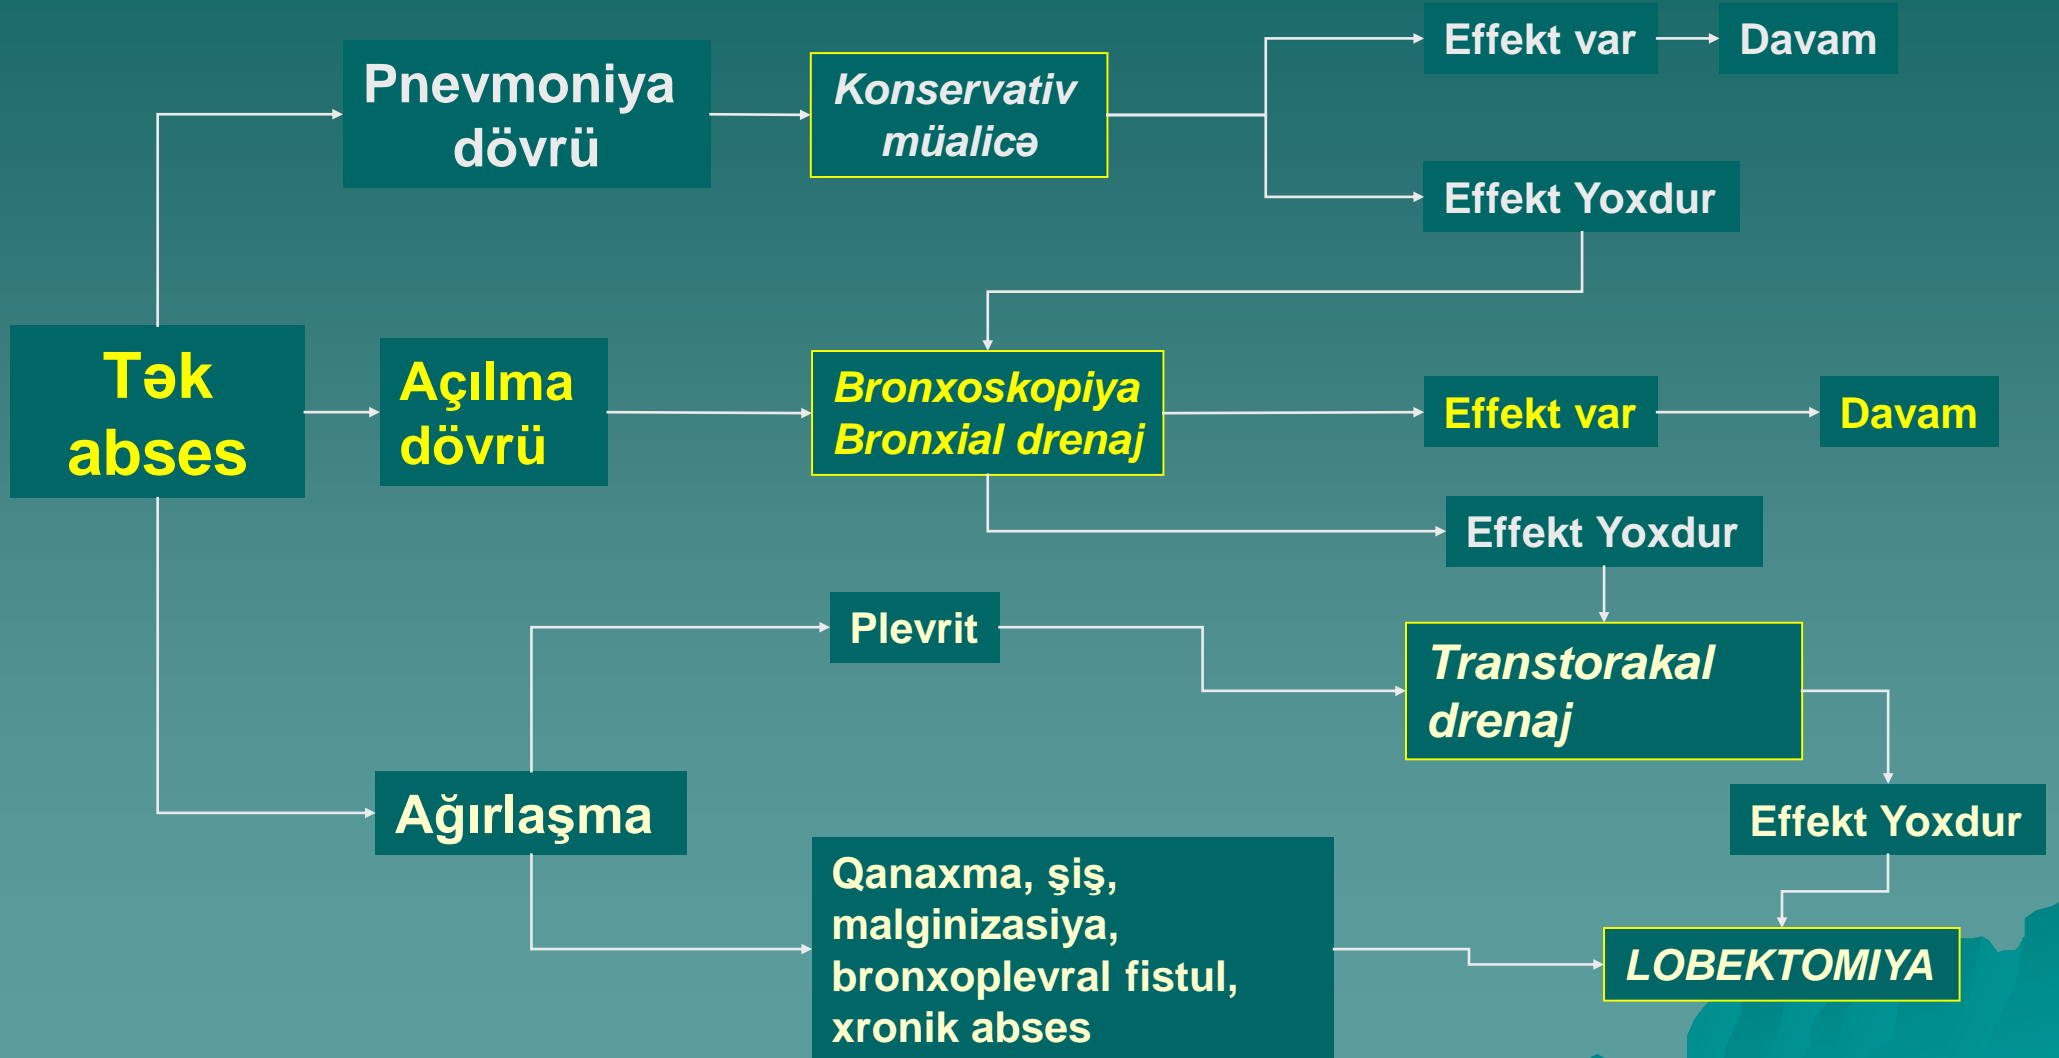 Effekt var
Davam
Pnevmoniya
dövrü
Konservativ
müalicə
Effekt Yoxdur
Tək
abses
Açılma
dövrü
Bronxoskopiya
Bronxial drenaj
Effekt var
Davam
Effekt Yoxdur
Plevrit
Transtorakal
drenaj
Ağırlaşma
Effekt Yoxdur
Qanaxma, şiş,
malginizasiya,
bronxoplevral fistul,
xronik abses
LOBEKTOMIYA